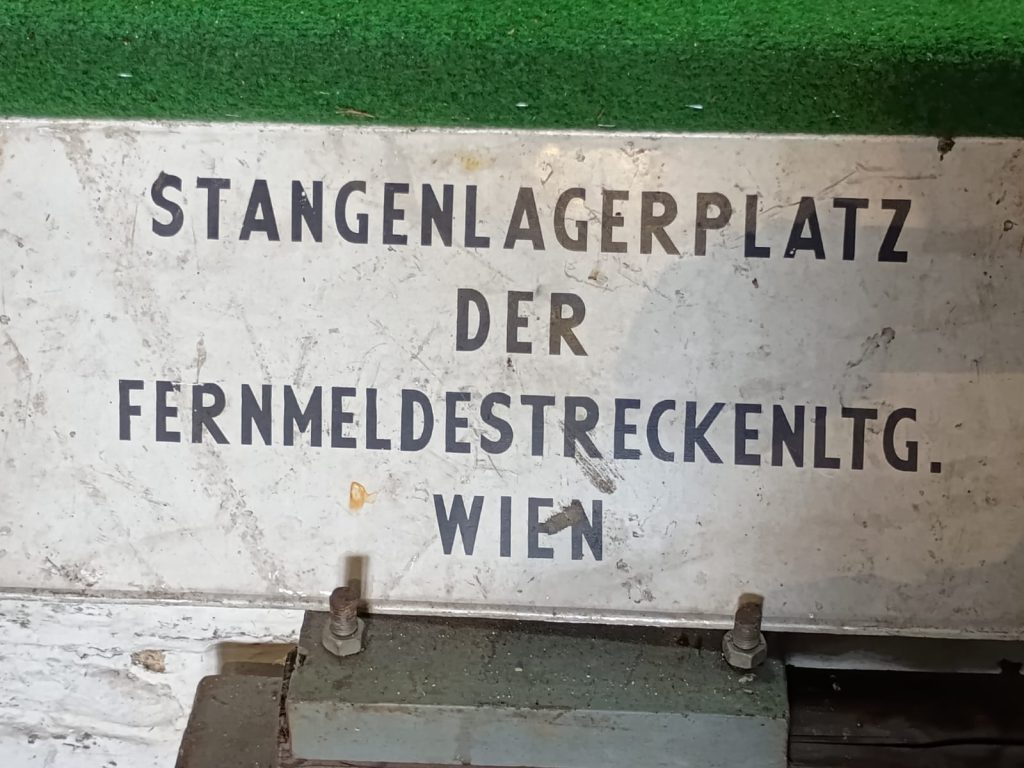 STANGENLAGERPLATZ
DER
FERNMELDESTRECKENLTG.
WIEN